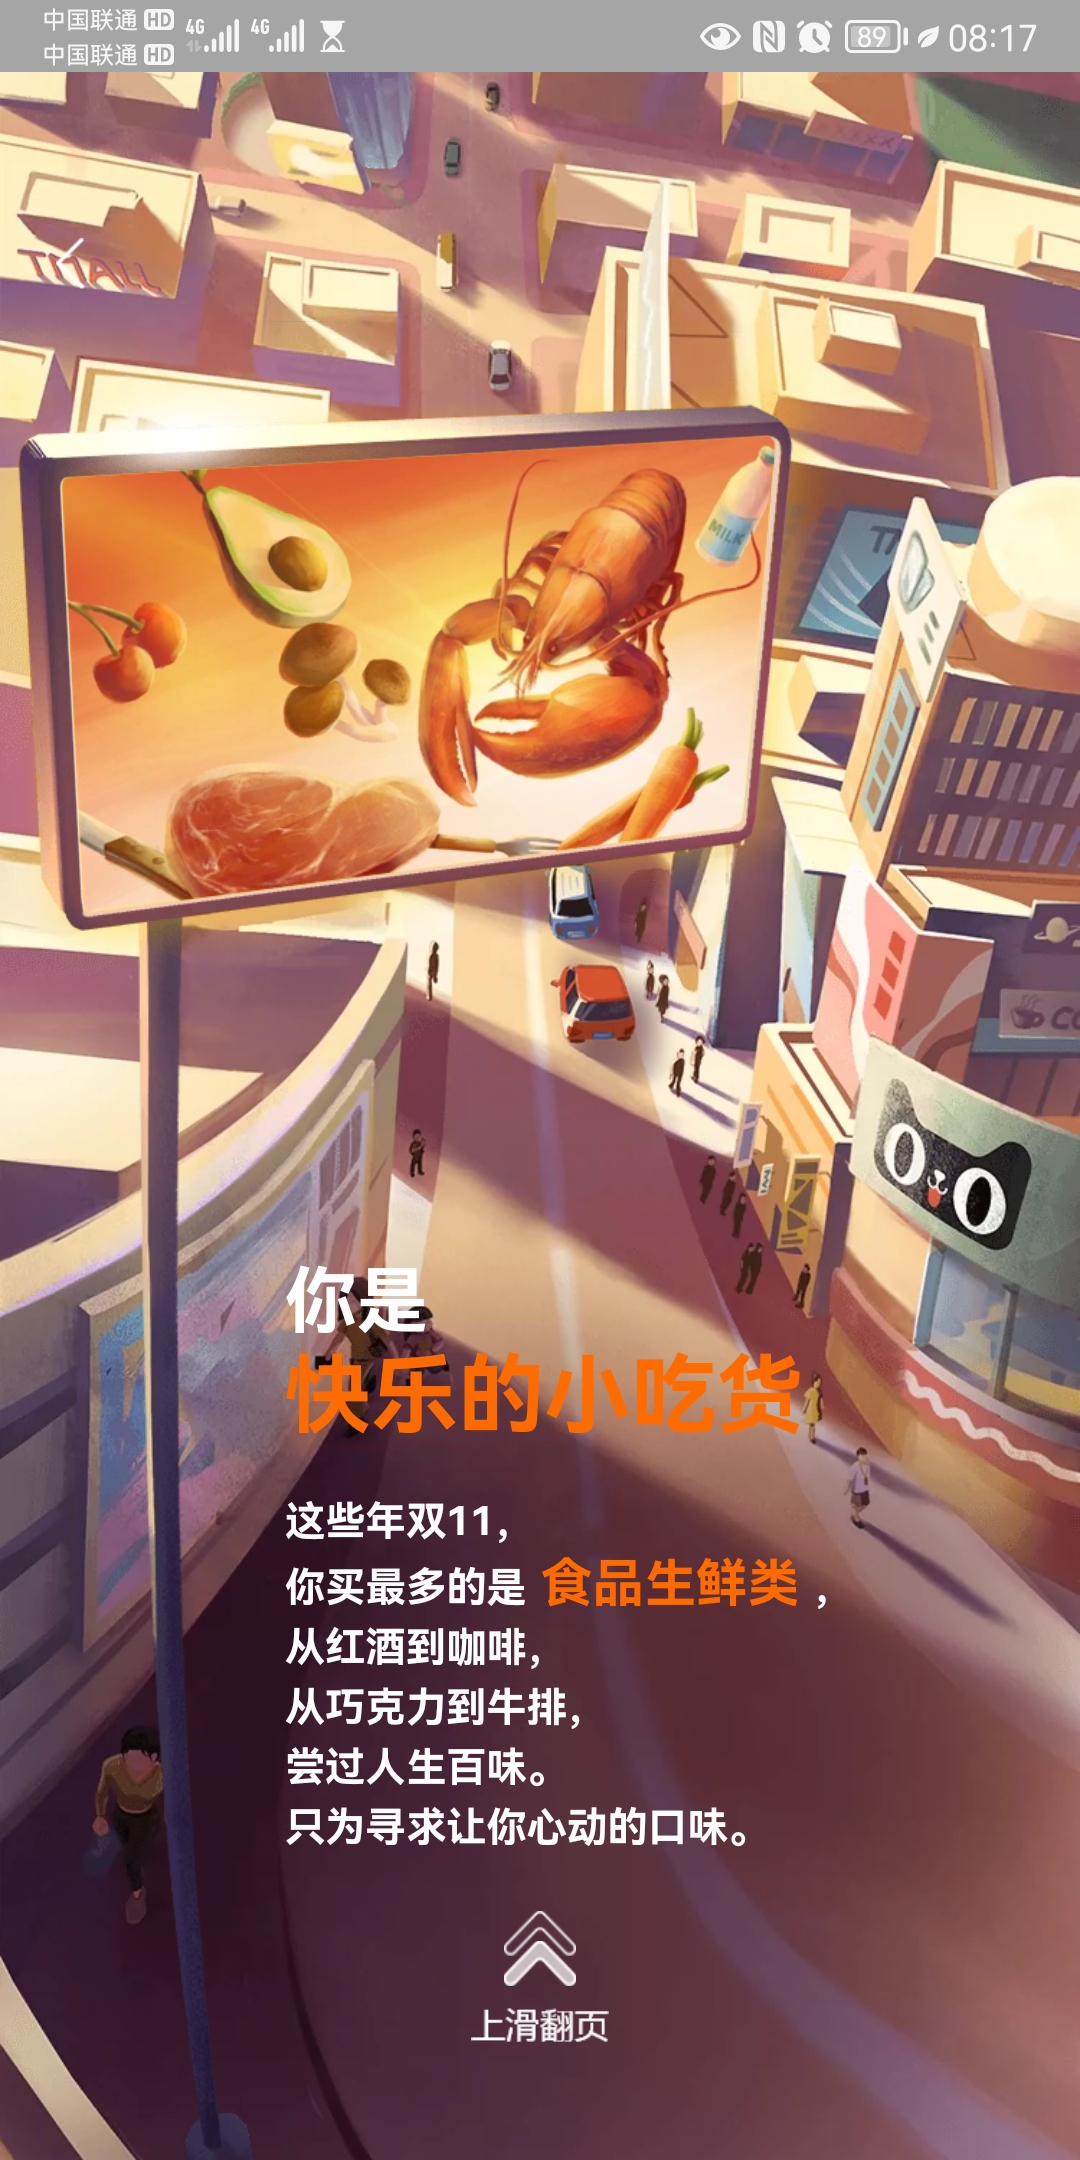 中国联通 HD
中国联通 HD
4G
4G
89
08:17
TMALL
MILK
你是
快乐的小吃货
这些年双11，
你买最多的是 食品生鲜类 ，
从红酒到咖啡，
从巧克力到牛排，
尝过人生百味。
只为寻求让你心动的口味。
上滑翻页